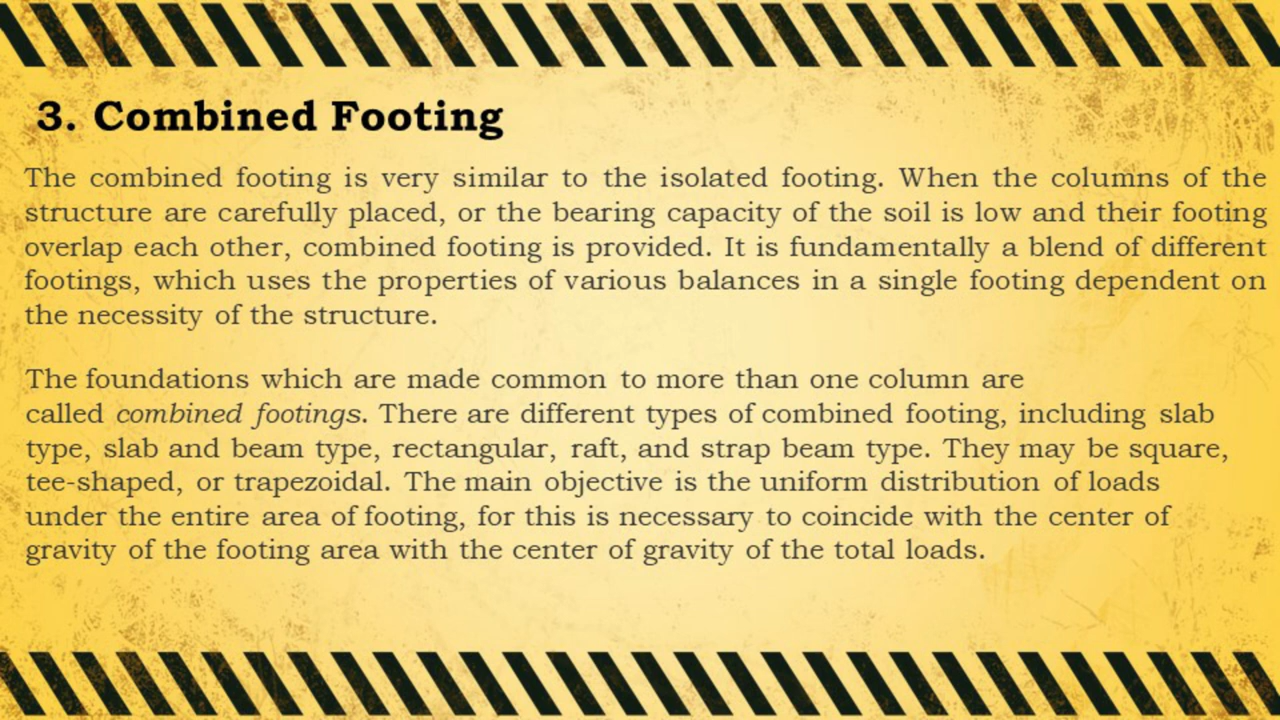 3. Combined Footing
The combined footing is very similar to the isolated footing. When the columns of the
structure are carefully placed, or the bearing capacity of the soil is low and their footing
overlap each other, combined footing is provided. It is fundamentally a blend of different
footings, which uses the properties of various balances in a single footing dependent on
the necessity of the structure.
The foundations which are made common to more than one column are
called combined footings. There are different types of combined footing, including slab
type, slab and beam type, rectangular, raft, and strap beam type. They may be square,
tee-shaped, or trapezoidal. The main objective is the uniform distribution of loads
under the entire area of footing, for this is necessary to coincide with the center of
gravity of the footing area with the center of gravity of the total loads.